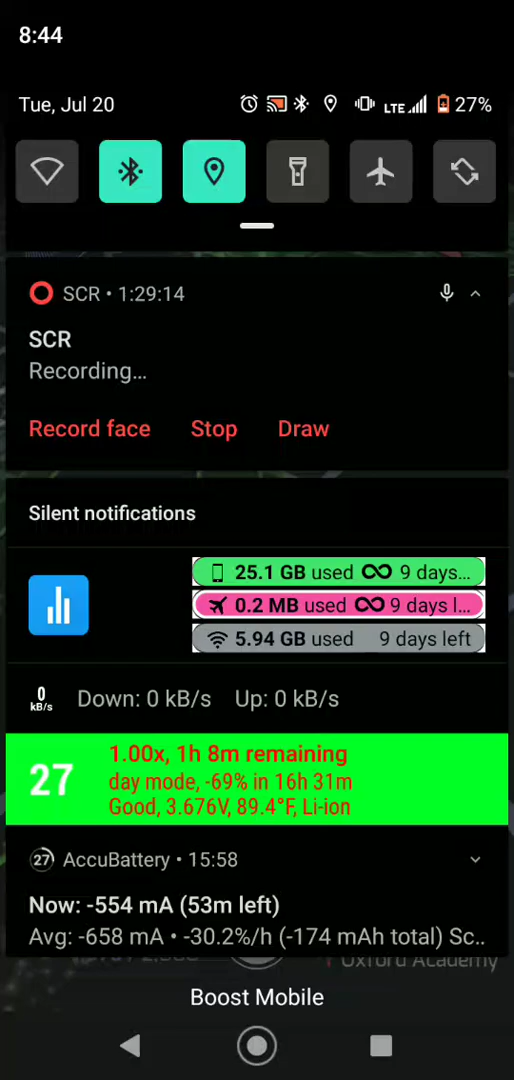 8:44
Tue, Jul 20 LTE 27%
SCR • 1:29:14
SCR
Recording…
Record face Stop Draw
Silent notifications
25.1 GB used 9 days…
0.2 MB used 9 days l…
5.94 GB used 9 days left
0 kB/s Down: 0 kB/s Up: 0 kB/s
27
1.00x, 1h 8m remaining
day mode, -69% in 16h 31m
Good, 3.676V, 89.4°F, Li-ion
27 AccuBattery • 15:58
Now: -554 mA (53m left)
Avg: -658 mA • -30.2%/h (-174 mAh total) Sc..
Oxford Academy
Boost Mobile